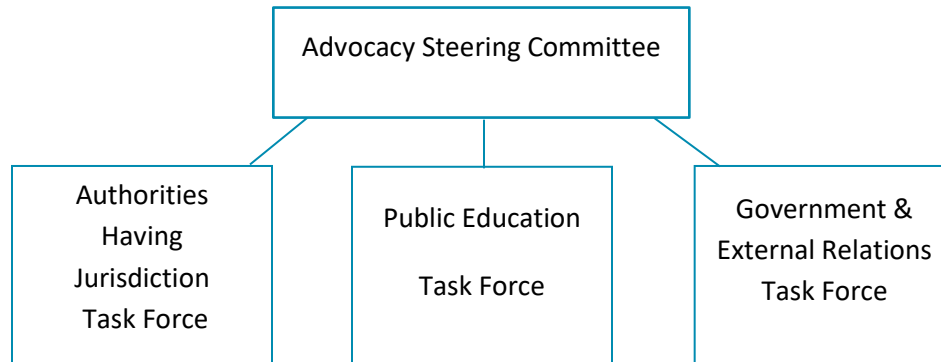 Advocacy Steering Committee
Authorities
Having
Jurisdiction
Task Force
Public Education
Task Force
Government &
External Relations
Task Force